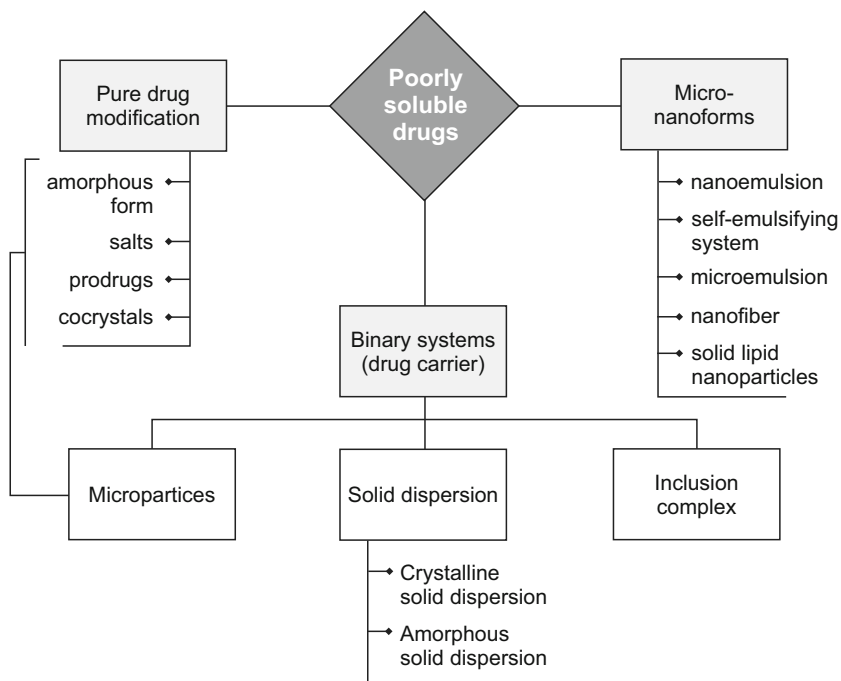 Poorly
soluble
drugs
Pure drug
modification
amorphous
form
salts
prodrugs
cocrystals
Micro-
nanoforms
nanoemulsion
self-emulsifying
system
microemulsion
nanofiber
solid lipid
nanoparticles
Binary systems
(drug carrier)
Micropartices
Solid dispersion
Inclusion
complex
Crystalline
solid dispersion
Amorphous
solid dispersion